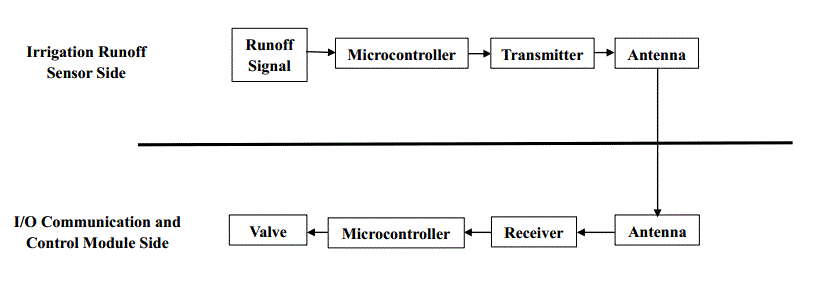 Irrigation Runoff
Sensor Side
Runoff
Signal
Microcontroller
Transmitter
Antenna
I/O Communication and
Control Module Side
Valve
Microcontroller
Receiver
Antenna